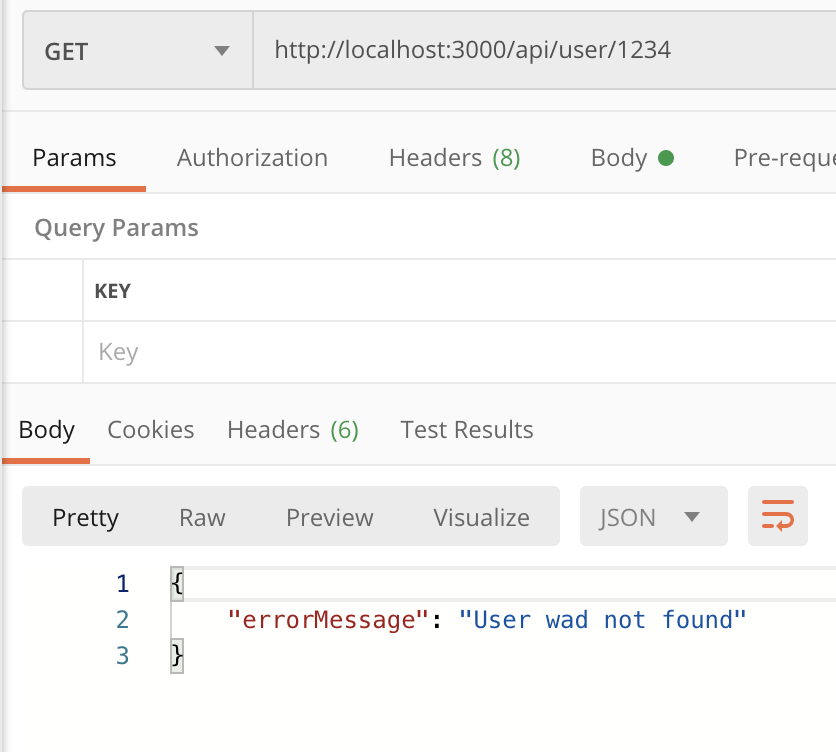 GET http://localhost:3000/api/user/1234
Params Authorization Headers (8) Body Pre-reque
Query Params
KEY
Key
Body Cookies Headers (6) Test Results
Pretty Raw Preview Visualize JSON
1 {
2 "errorMessage": "User wad not found"
3 }